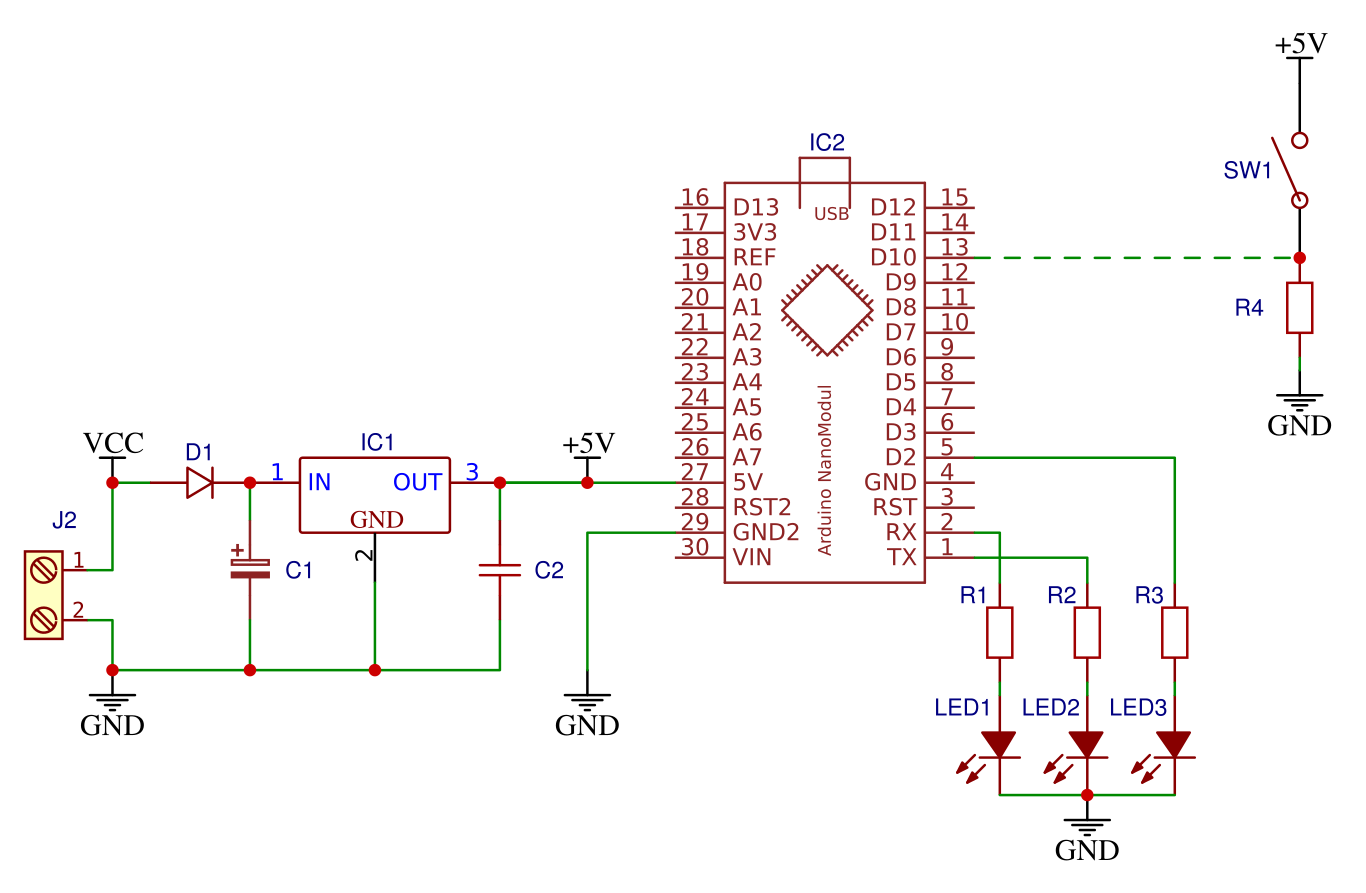 +5V
SW1
R4
GND
IC2
USB
16 D13 D12 15
17 3V3 D11 14
18 REF D10 13
19 A0 D9 12
20 A1 D8 11
21 A2 D7 10
22 A3 D6 9
23 A4 D5 8
24 A5 D4 7
25 A6 D3 6
26 A7 D2 5
27 5V GND 4
28 RST2 RST 3
29 GND2 RX 2
30 VIN TX 1
Arduino NanoModul
VCC
D1
IC1
+5V
1 IN OUT 3
GND
2
J2
1
2
C1
C2
GND
GND
R1 R2 R3
LED1 LED2 LED3
GND